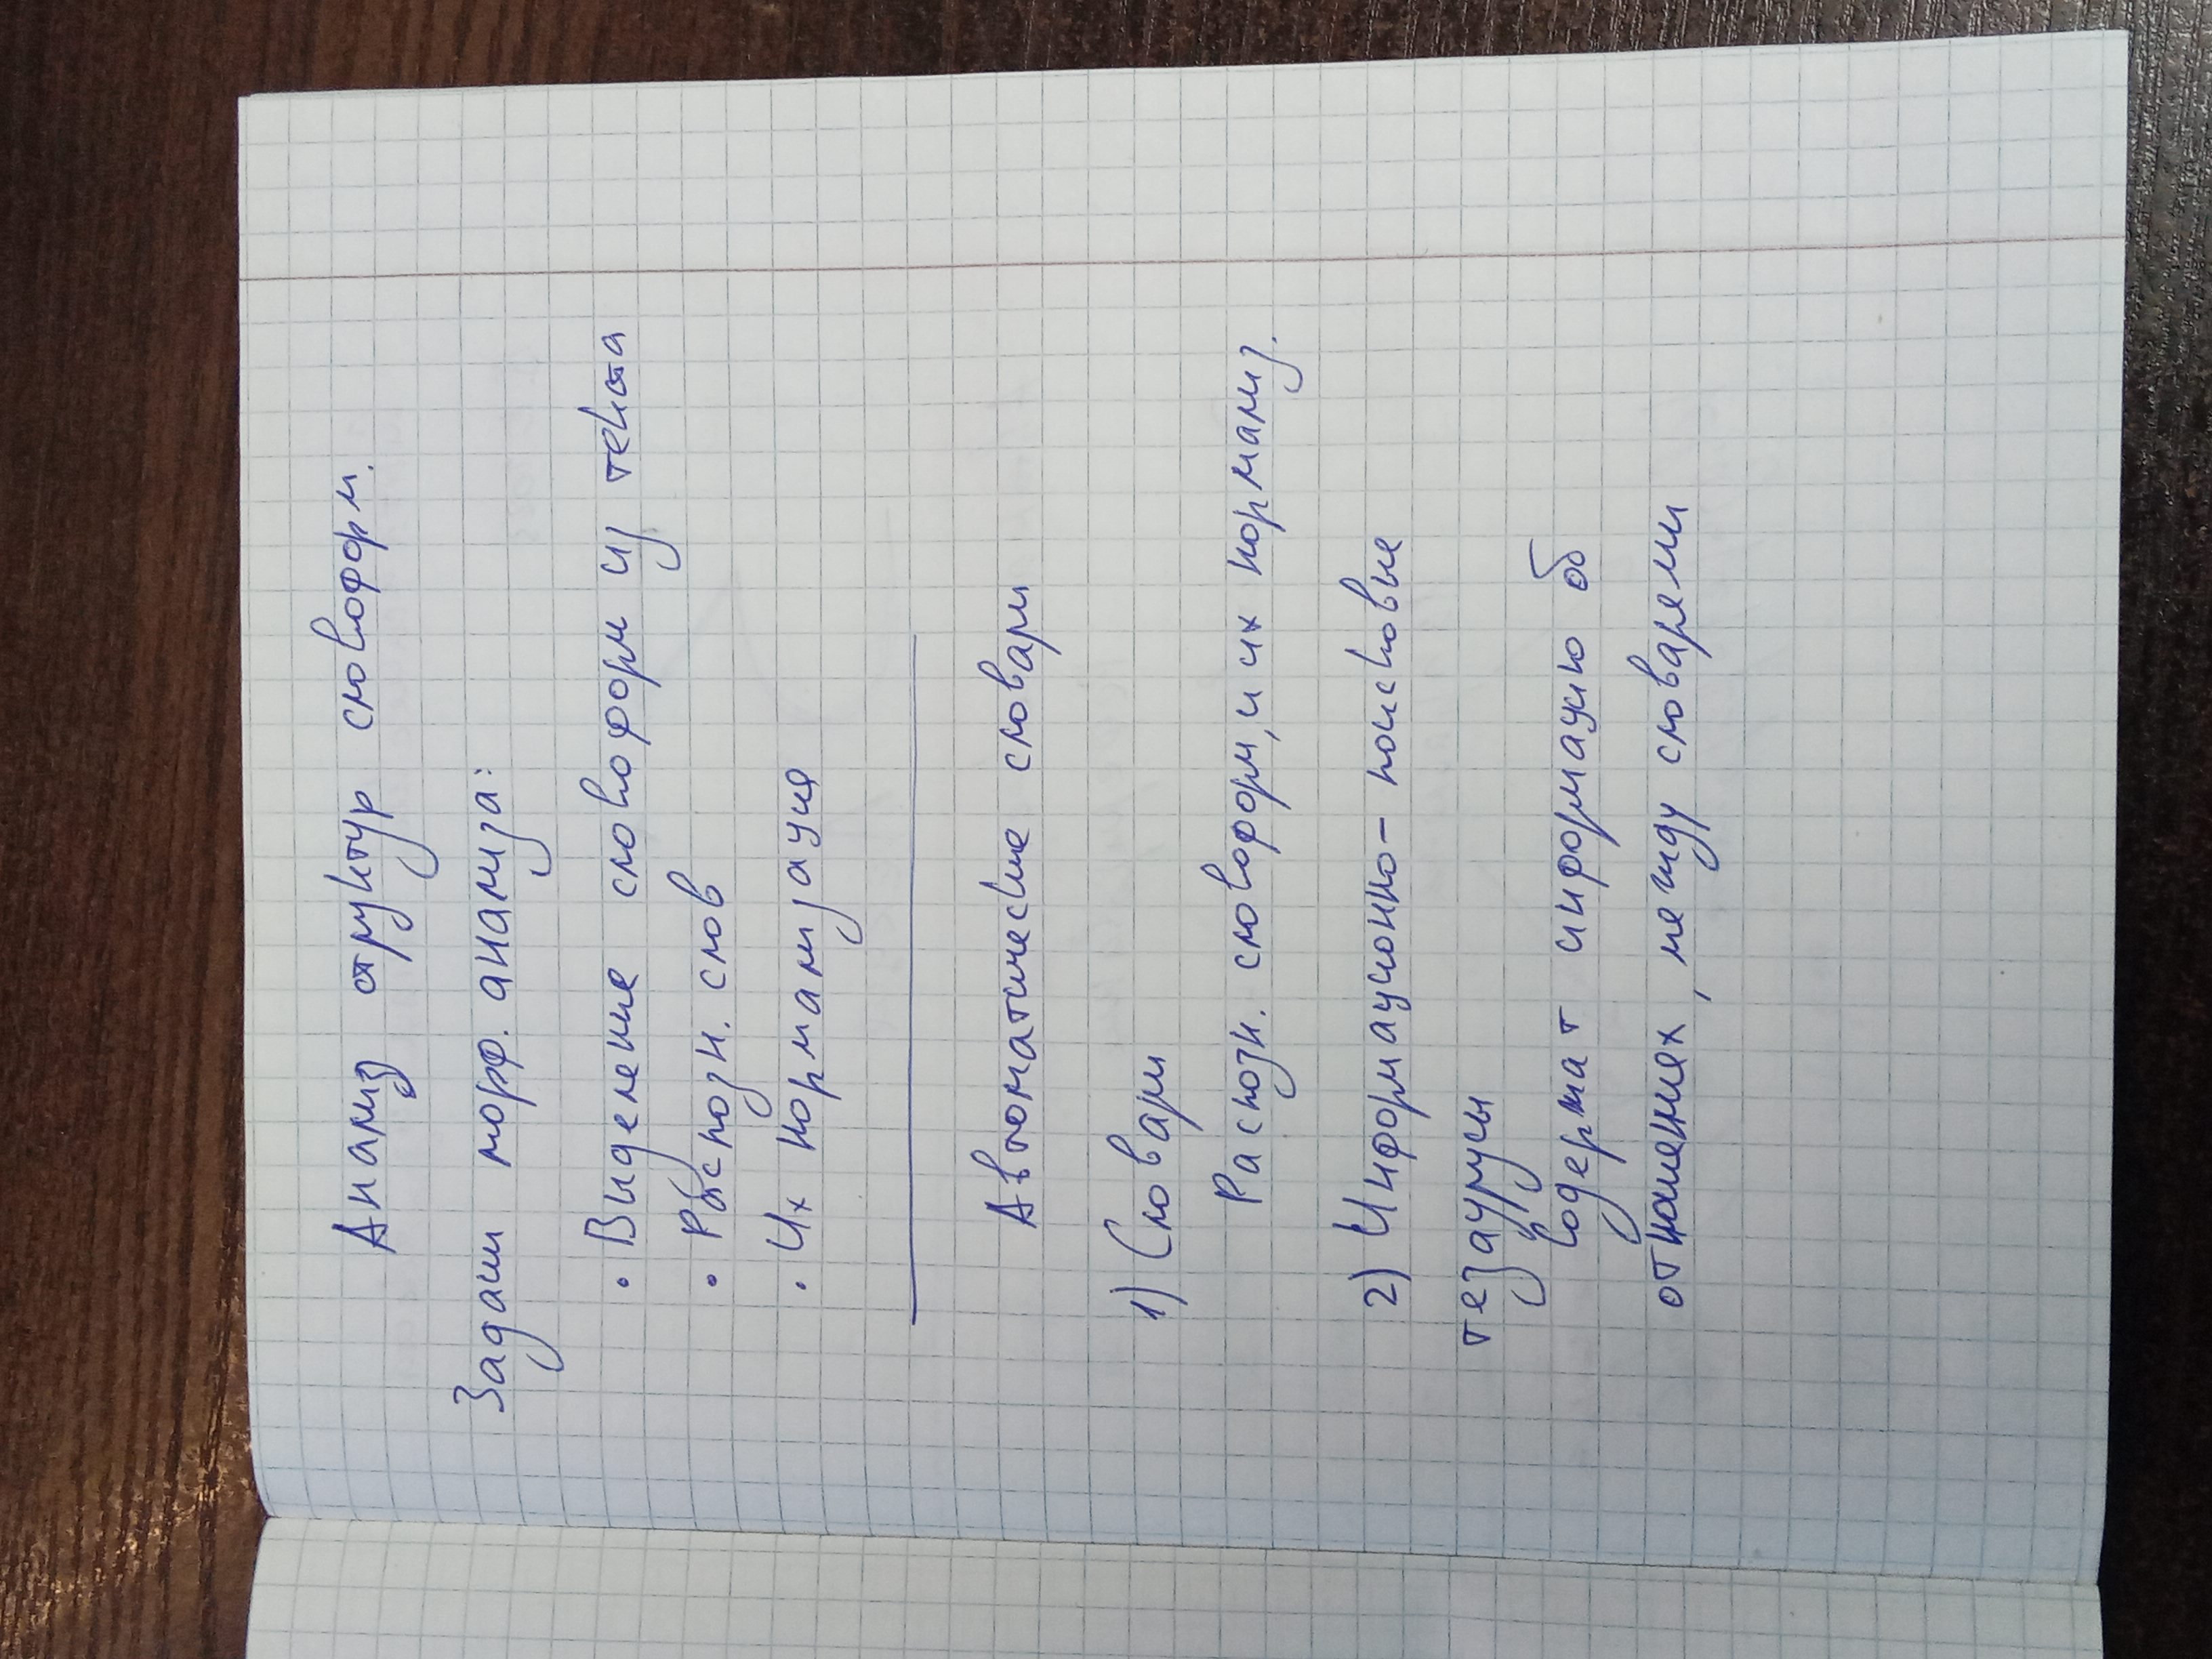 Анализ структур словоформ.
Задачи морф. анализа:
• Выделение словоформ из текста
• Распозн. слов
• Их нормализация
Автоматические словари
1) Словари
Распозн. словоформ, и их нормализ.
2) Информационно-поисковые
тезаурусы
Содержат информацию об
отношениях, между словарями